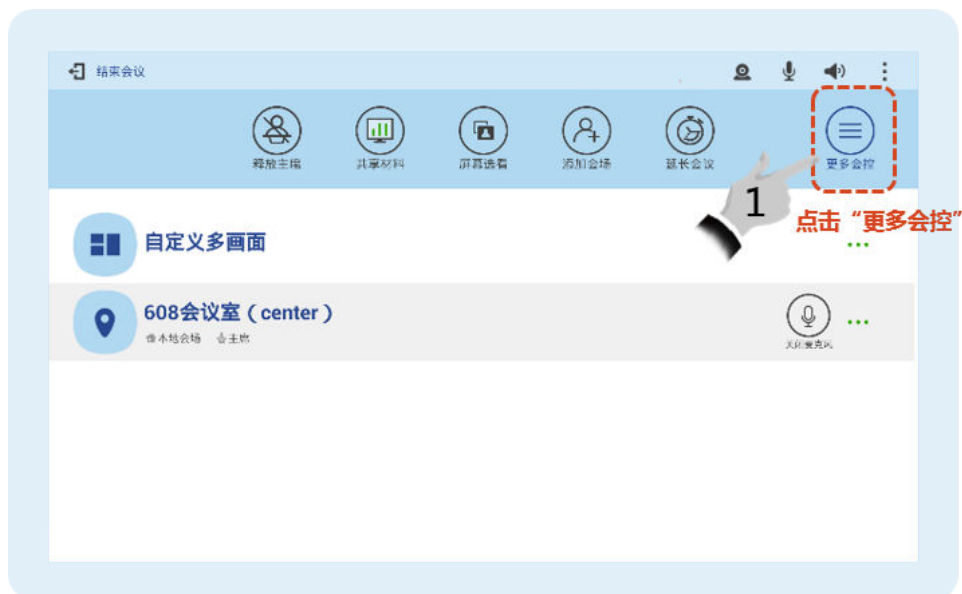 结束会议
释放主席
共享材料
屏幕选看
添加会场
延长会议
更多会控
1
点击“更多会控”
自定义多画面
608会议室（center）
本地会场 主席
关闭麦克风